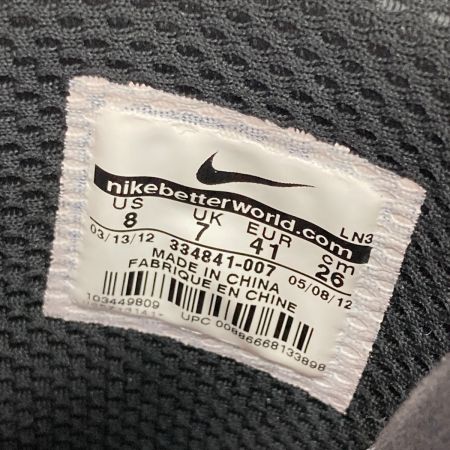 nikebetterworld.com
US UK EUR cm
8 7 41 26
LN3
03/13/12 334841-007 05/08/12
MADE IN CHINA
FABRIQUE EN CHINE
103449809
UPC 00886668133898